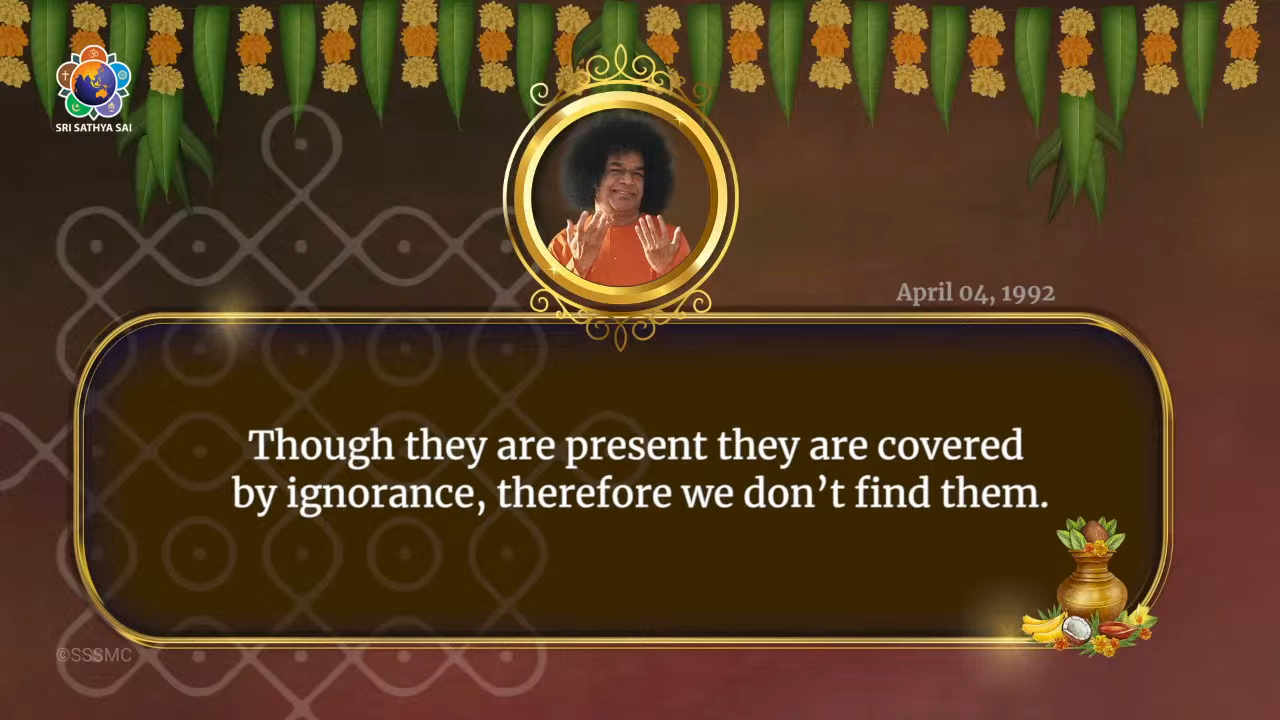 SRI SATHYA SAI
April 04, 1992
Though they are present they are covered
by ignorance, therefore we don’t find them.
©SSSMC